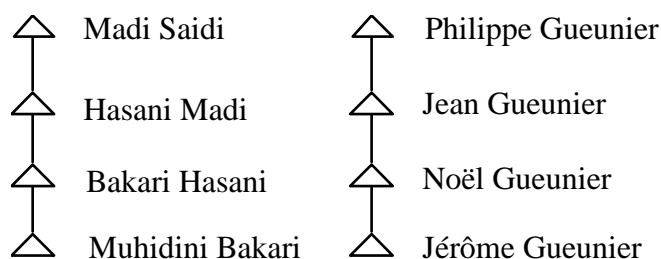 Madi Saidi
Hasani Madi
Bakari Hasani
Muhidini Bakari
Philippe Gueunier
Jean Gueunier
Noël Gueunier
Jérôme Gueunier